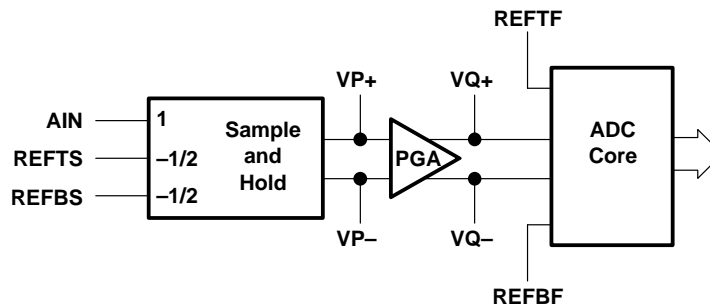 REFTF
VP+
VQ+
AIN
1
Sample
and
Hold
REFTS
–1/2
REFBS
–1/2
PGA
ADC
Core
VP–
VQ–
REFBF